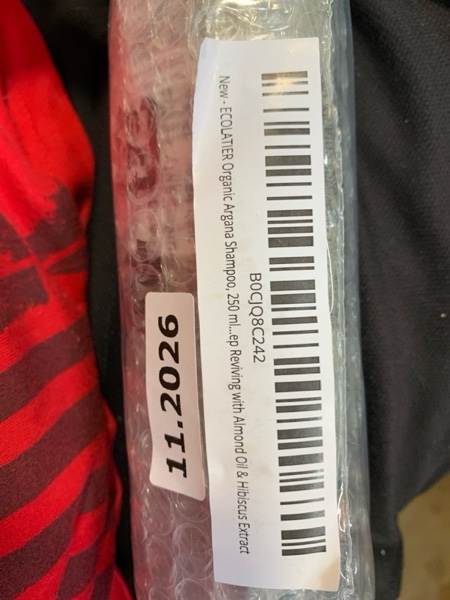 B0CJQ8C242
New - ECOLATIER Organic Argana Shampoo, 250 ml...ep Reviving with Almond Oil & Hibiscus Extract
11.2026